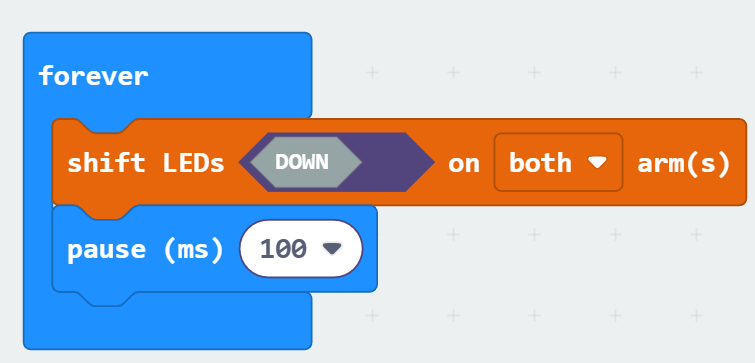 forever
shift LEDs DOWN on both arm(s)
pause (ms) 100